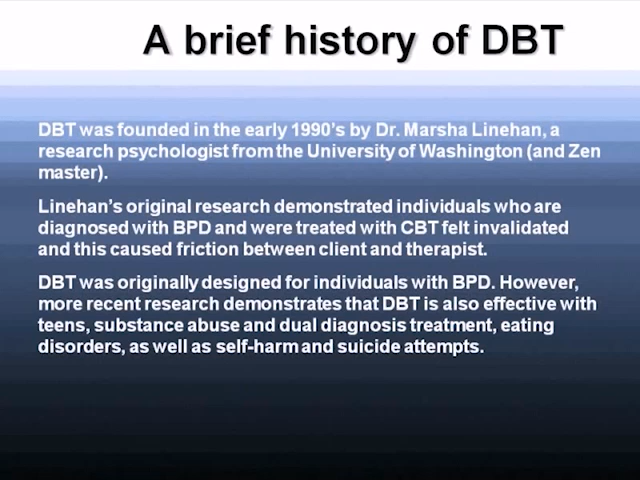 A brief history of DBT
DBT was founded in the early 1990's by Dr. Marsha Linehan, a
research psychologist from the University of Washington (and Zen
master).
Linehan's original research demonstrated individuals who are
diagnosed with BPD and were treated with CBT felt invalidated
and this caused friction between client and therapist.
DBT was originally designed for individuals with BPD. However,
more recent research demonstrates that DBT is also effective with
teens, substance abuse and dual diagnosis treatment, eating
disorders, as well as self-harm and suicide attempts.